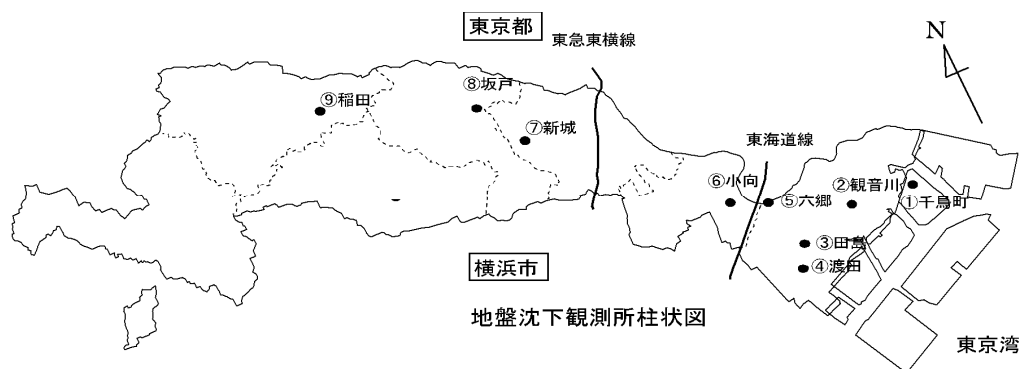 東京都
東急東横線
N
⑧坂戸
⑨稲田
⑦新城
東海道線
⑥小向
②観音川
⑤六郷
①千鳥町
③田島
④渡田
横浜市
地盤沈下観測所柱状図
東京湾